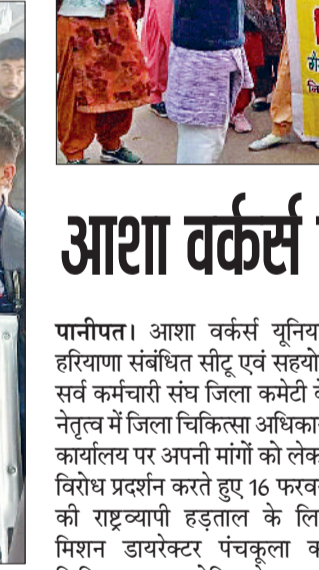 आशा वर्कर्स
पानीपत। आशा वर्कर्स यूनिय
हरियाणा संबंधित सीटू एवं सहयो
सर्व कर्मचारी संघ जिला कमेटी
नेतृत्व में जिला चिकित्सा अधिका
कार्यालय पर अपनी मांगों को लेक
विरोध प्रदर्शन करते हुए 16 फरव
की राष्ट्रव्यापी हड़ताल के लि
मिशन डायरेक्टर पंचकूला क